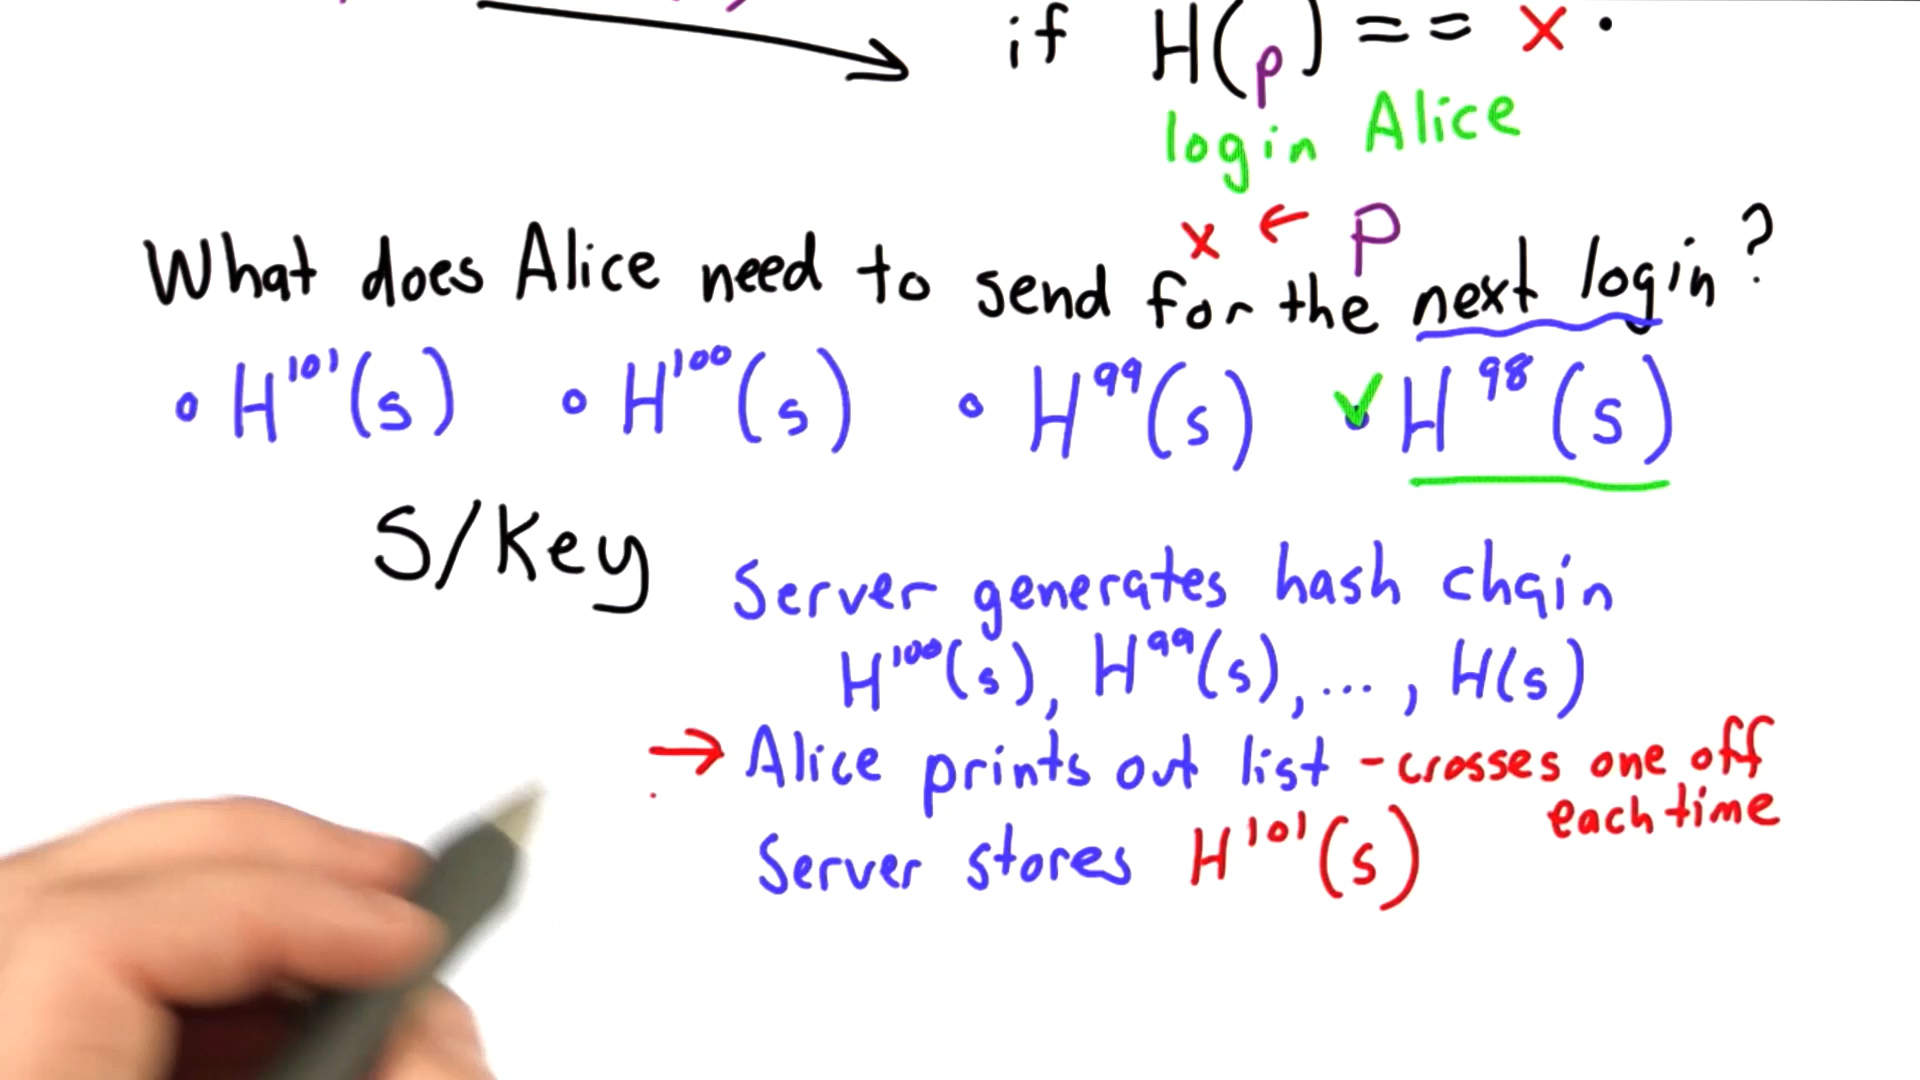 if H(p) == x .
login Alice
x ← p
What does Alice need to send for the next login?
H¹⁰¹(s) H¹⁰⁰(s) H⁹⁹(s) ✓ H⁹⁸(s)
S/Key
Server generates hash chain
H¹⁰⁰(s), H⁹⁹(s), ... , H(s)
→ Alice prints out list - crosses one off
each time
Server stores H¹⁰¹(s)